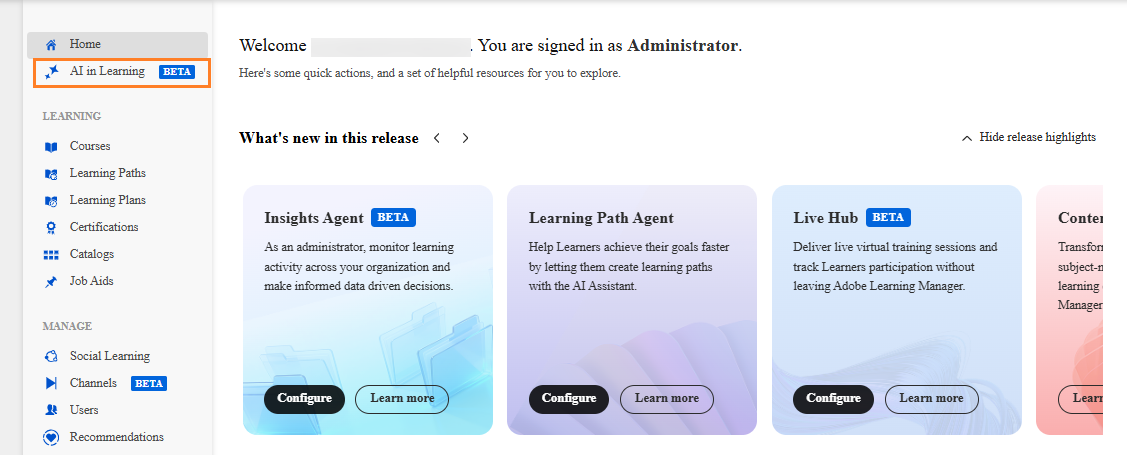 Home
AI in Learning BETA
LEARNING
Courses
Learning Paths
Learning Plans
Certifications
Catalogs
Job Aids
MANAGE
Social Learning
Channels BETA
Users
Recommendations
Welcome . You are signed in as Administrator.
Here's some quick actions, and a set of helpful resources for you to explore.
What's new in this release
Hide release highlights
Insights Agent BETA
As an administrator, monitor learning
activity across your organization and
make informed data driven decisions.
Configure Learn more
Learning Path Agent
Help Learners achieve their goals faster
by letting them create learning paths
with the AI Assistant.
Configure Learn more
Live Hub BETA
Deliver live virtual training sessions and
track Learners participation without
leaving Adobe Learning Manager.
Configure Learn more
learning
Manager